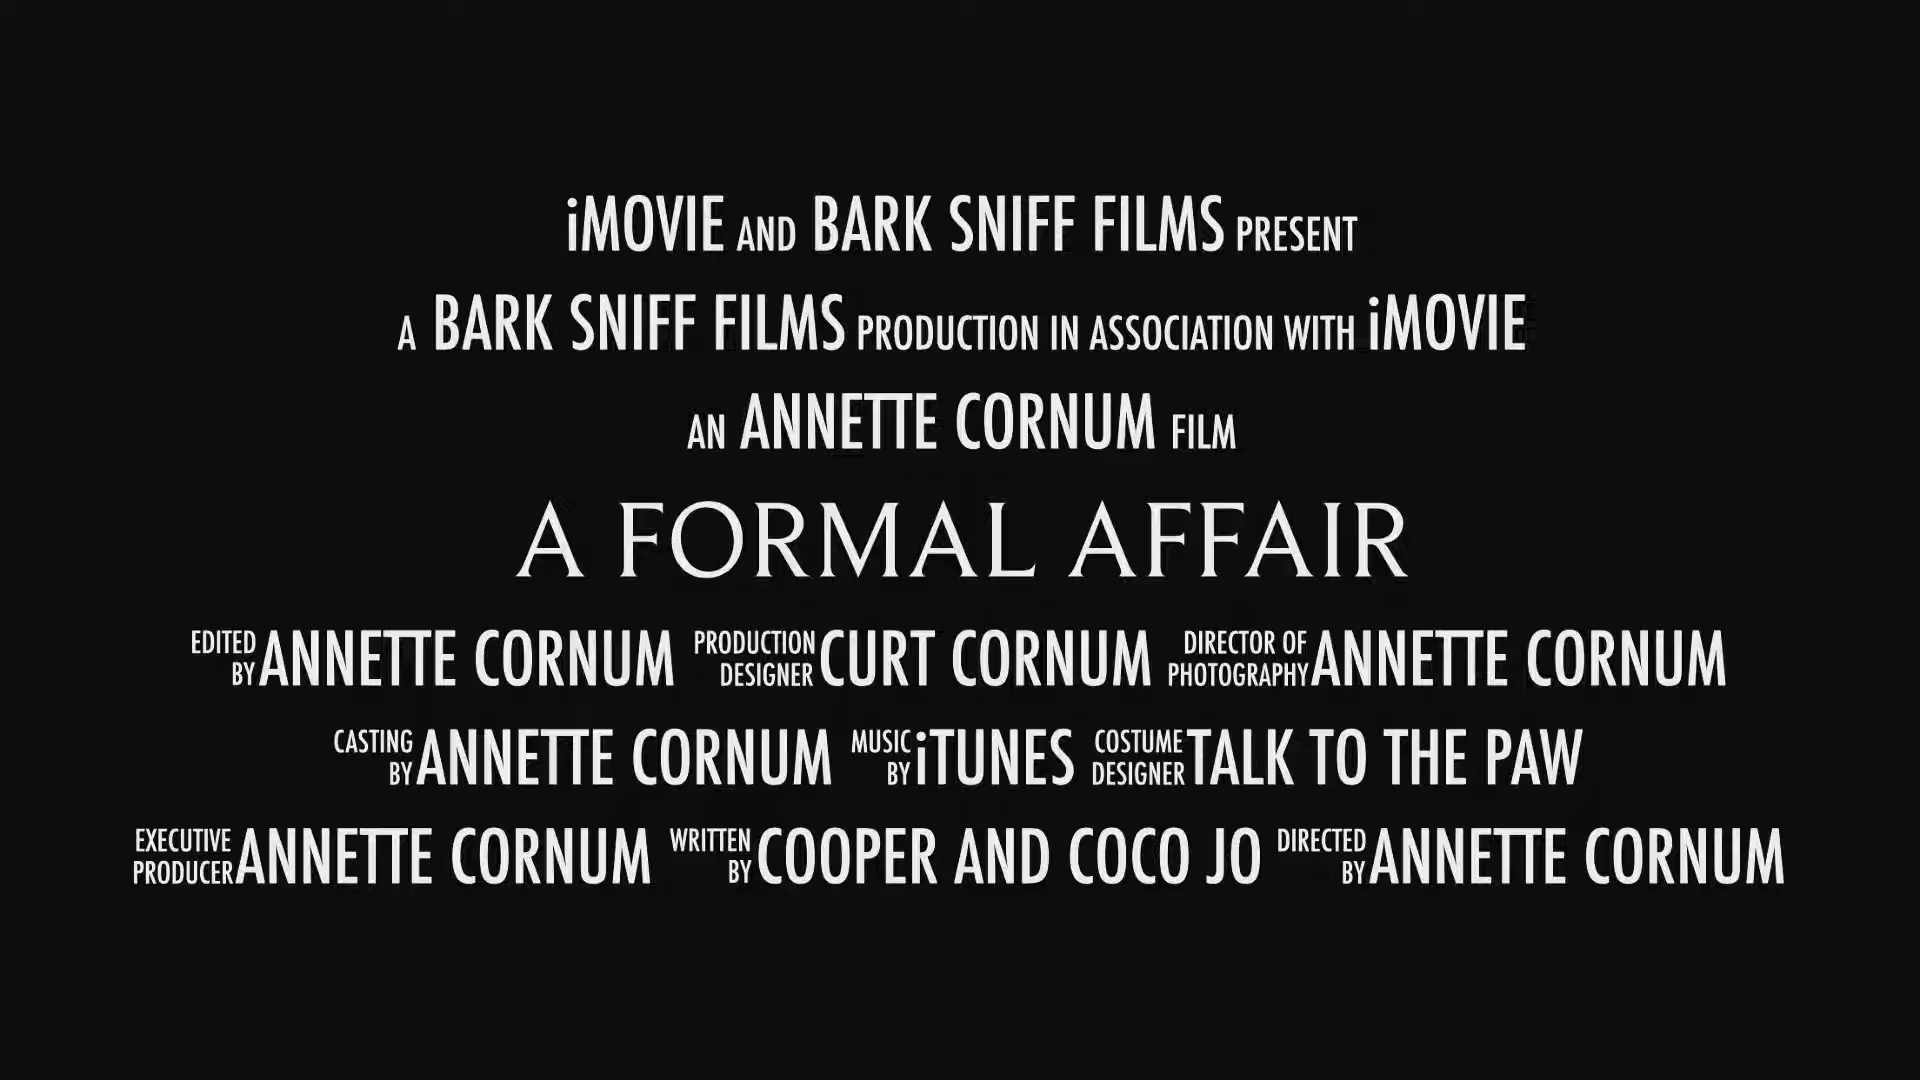 iMOVIE AND BARK SNIFF FILMS PRESENT
A BARK SNIFF FILMS PRODUCTION IN ASSOCIATION WITH iMOVIE
AN ANNETTE CORNUM FILM
A FORMAL AFFAIR
EDITED BY ANNETTE CORNUM PRODUCTION DESIGNER CURT CORNUM DIRECTOR OF PHOTOGRAPHY ANNETTE CORNUM
CASTING BY ANNETTE CORNUM MUSIC BY iTUNES COSTUME DESIGNER TALK TO THE PAW
EXECUTIVE PRODUCER ANNETTE CORNUM WRITTEN BY COOPER AND COCO JO DIRECTED BY ANNETTE CORNUM